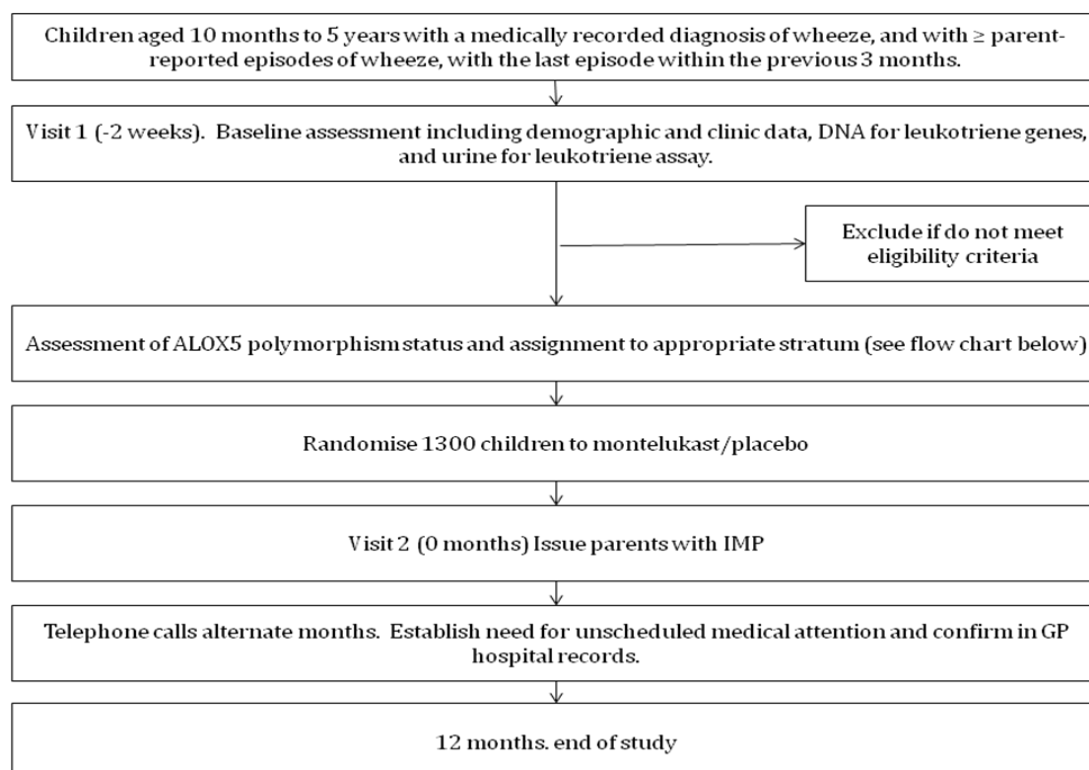 Children aged 10 months to 5 years with a medically recorded diagnosis of wheeze, and with ≥ parent-
reported episodes of wheeze, with the last episode within the previous 3 months.
Visit 1 (-2 weeks). Baseline assessment including demographic and clinic data, DNA for leukotriene genes,
and urine for leukotriene assay.
Exclude if do not meet
eligibility criteria
Assessment of ALOX5 polymorphism status and assignment to appropriate stratum (see flow chart below)
Randomise 1300 children to montelukast/placebo
Visit 2 (0 months) Issue parents with IMP
Telephone calls alternate months. Establish need for unscheduled medical attention and confirm in GP
hospital records.
12 months. end of study